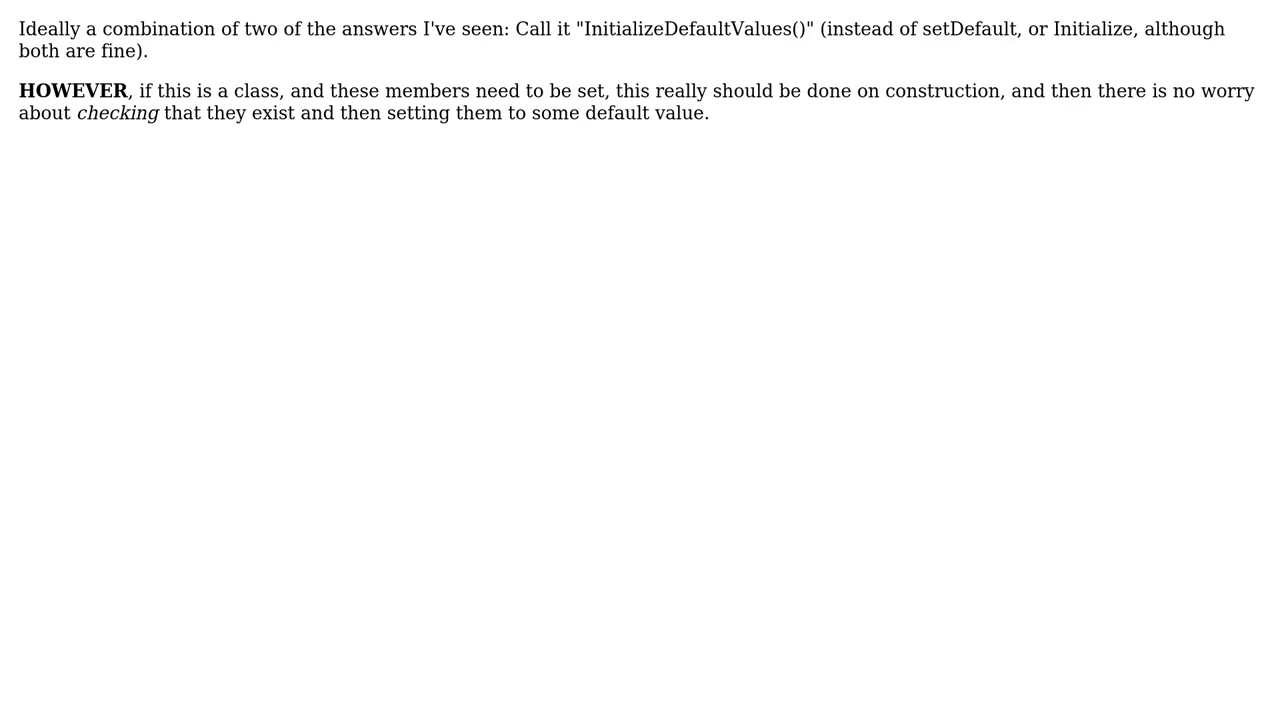 Ideally a combination of two of the answers I've seen: Call it "InitializeDefaultValues()" (instead of setDefault, or Initialize, although
both are fine).
HOWEVER, if this is a class, and these members need to be set, this really should be done on construction, and then there is no worry
about checking that they exist and then setting them to some default value.